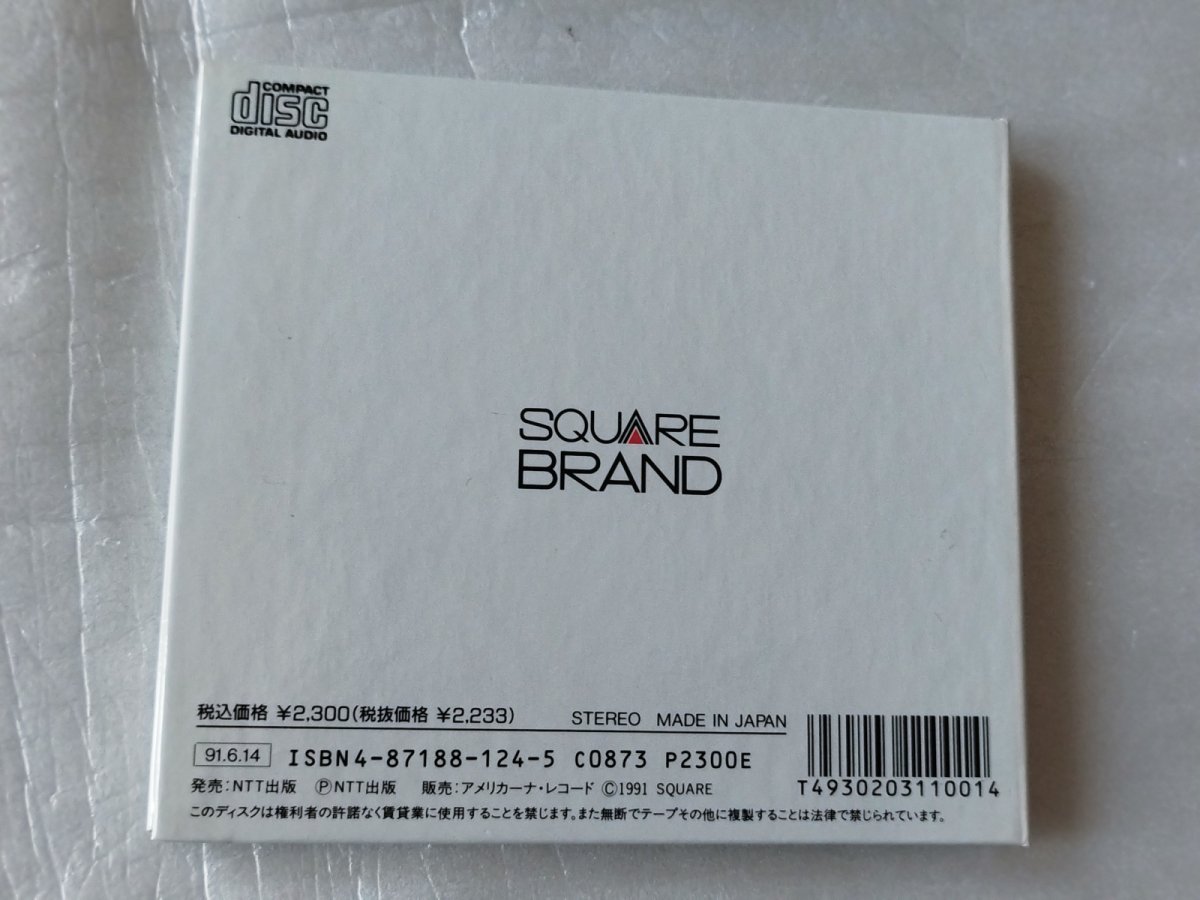 COMPACT
disc
DIGITAL AUDIO
SQUARE
BRAND
税込価格 ¥2,300(税抜価格 ¥2,233) STEREO MADE IN JAPAN
91.6.14 ISBN4-87188-124-5 C0873 P2300E
T4930203110014
発売:NTT出版 ⓅNTT出版 販売:アメリカーナ・レコード Ⓒ1991 SQUARE
このディスクは権利者の許諾なく賃貸業に使用することを禁じます。また無断でテープその他に複製することは法律で禁じられています。